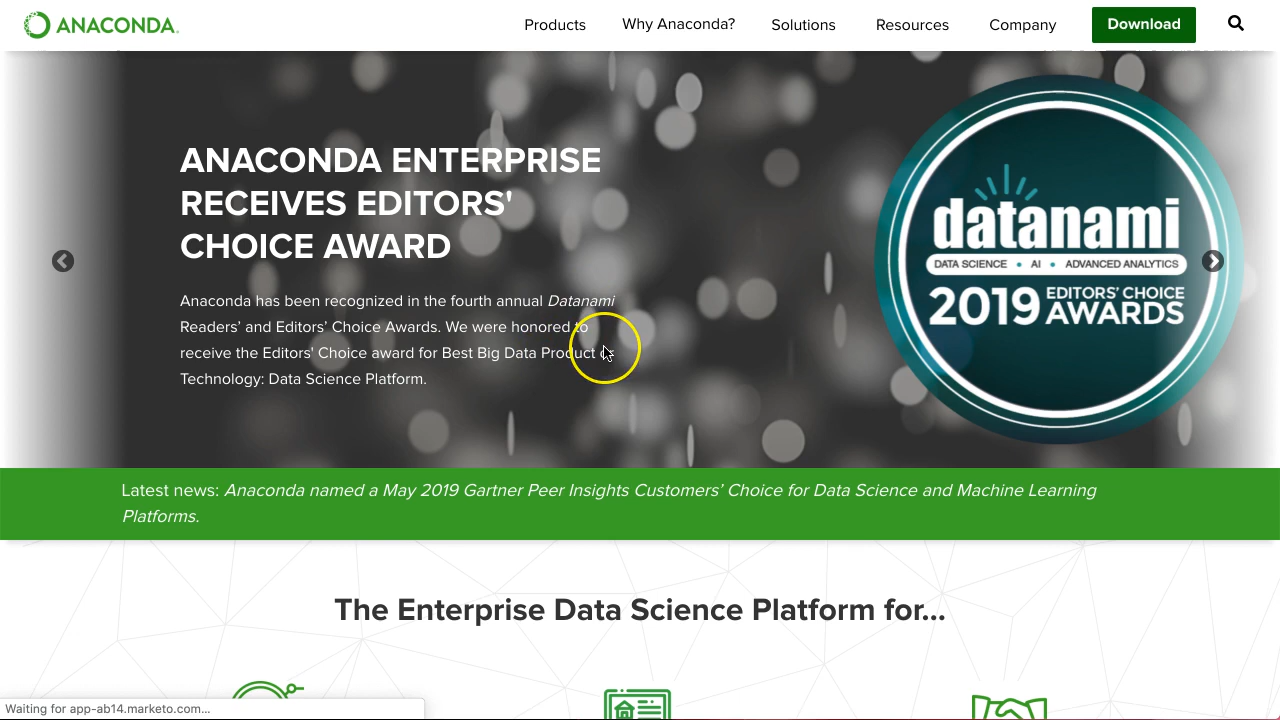 ANACONDA.
Products
Why Anaconda?
Solutions
Resources
Company
Download
ANACONDA ENTERPRISE
RECEIVES EDITORS'
CHOICE AWARD
Anaconda has been recognized in the fourth annual Datanami
Readers’ and Editors’ Choice Awards. We were honored to
receive the Editors' Choice award for Best Big Data Product or
Technology: Data Science Platform.
datanami
DATA SCIENCE • AI • ADVANCED ANALYTICS
2019 EDITORS’ CHOICE
AWARDS
Latest news: Anaconda named a May 2019 Gartner Peer Insights Customers’ Choice for Data Science and Machine Learning
Platforms.
The Enterprise Data Science Platform for...
Waiting for app-ab14.marketo.com...